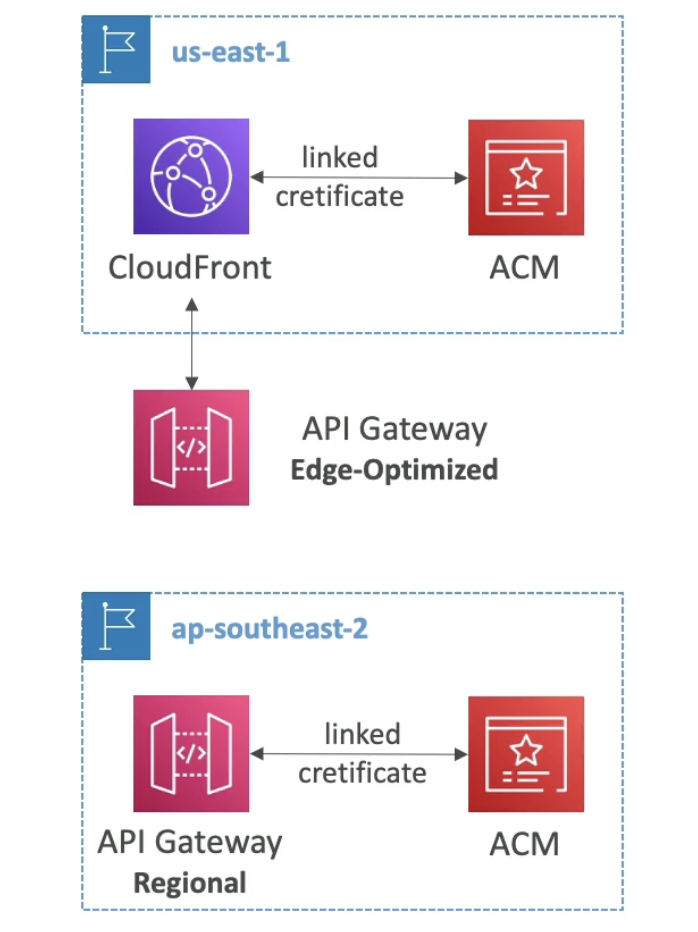 us-east-1
linked
cretificate
CloudFront
ACM
</>
API Gateway
Edge-Optimized
ap-southeast-2
</>
linked
cretificate
API Gateway
Regional
ACM